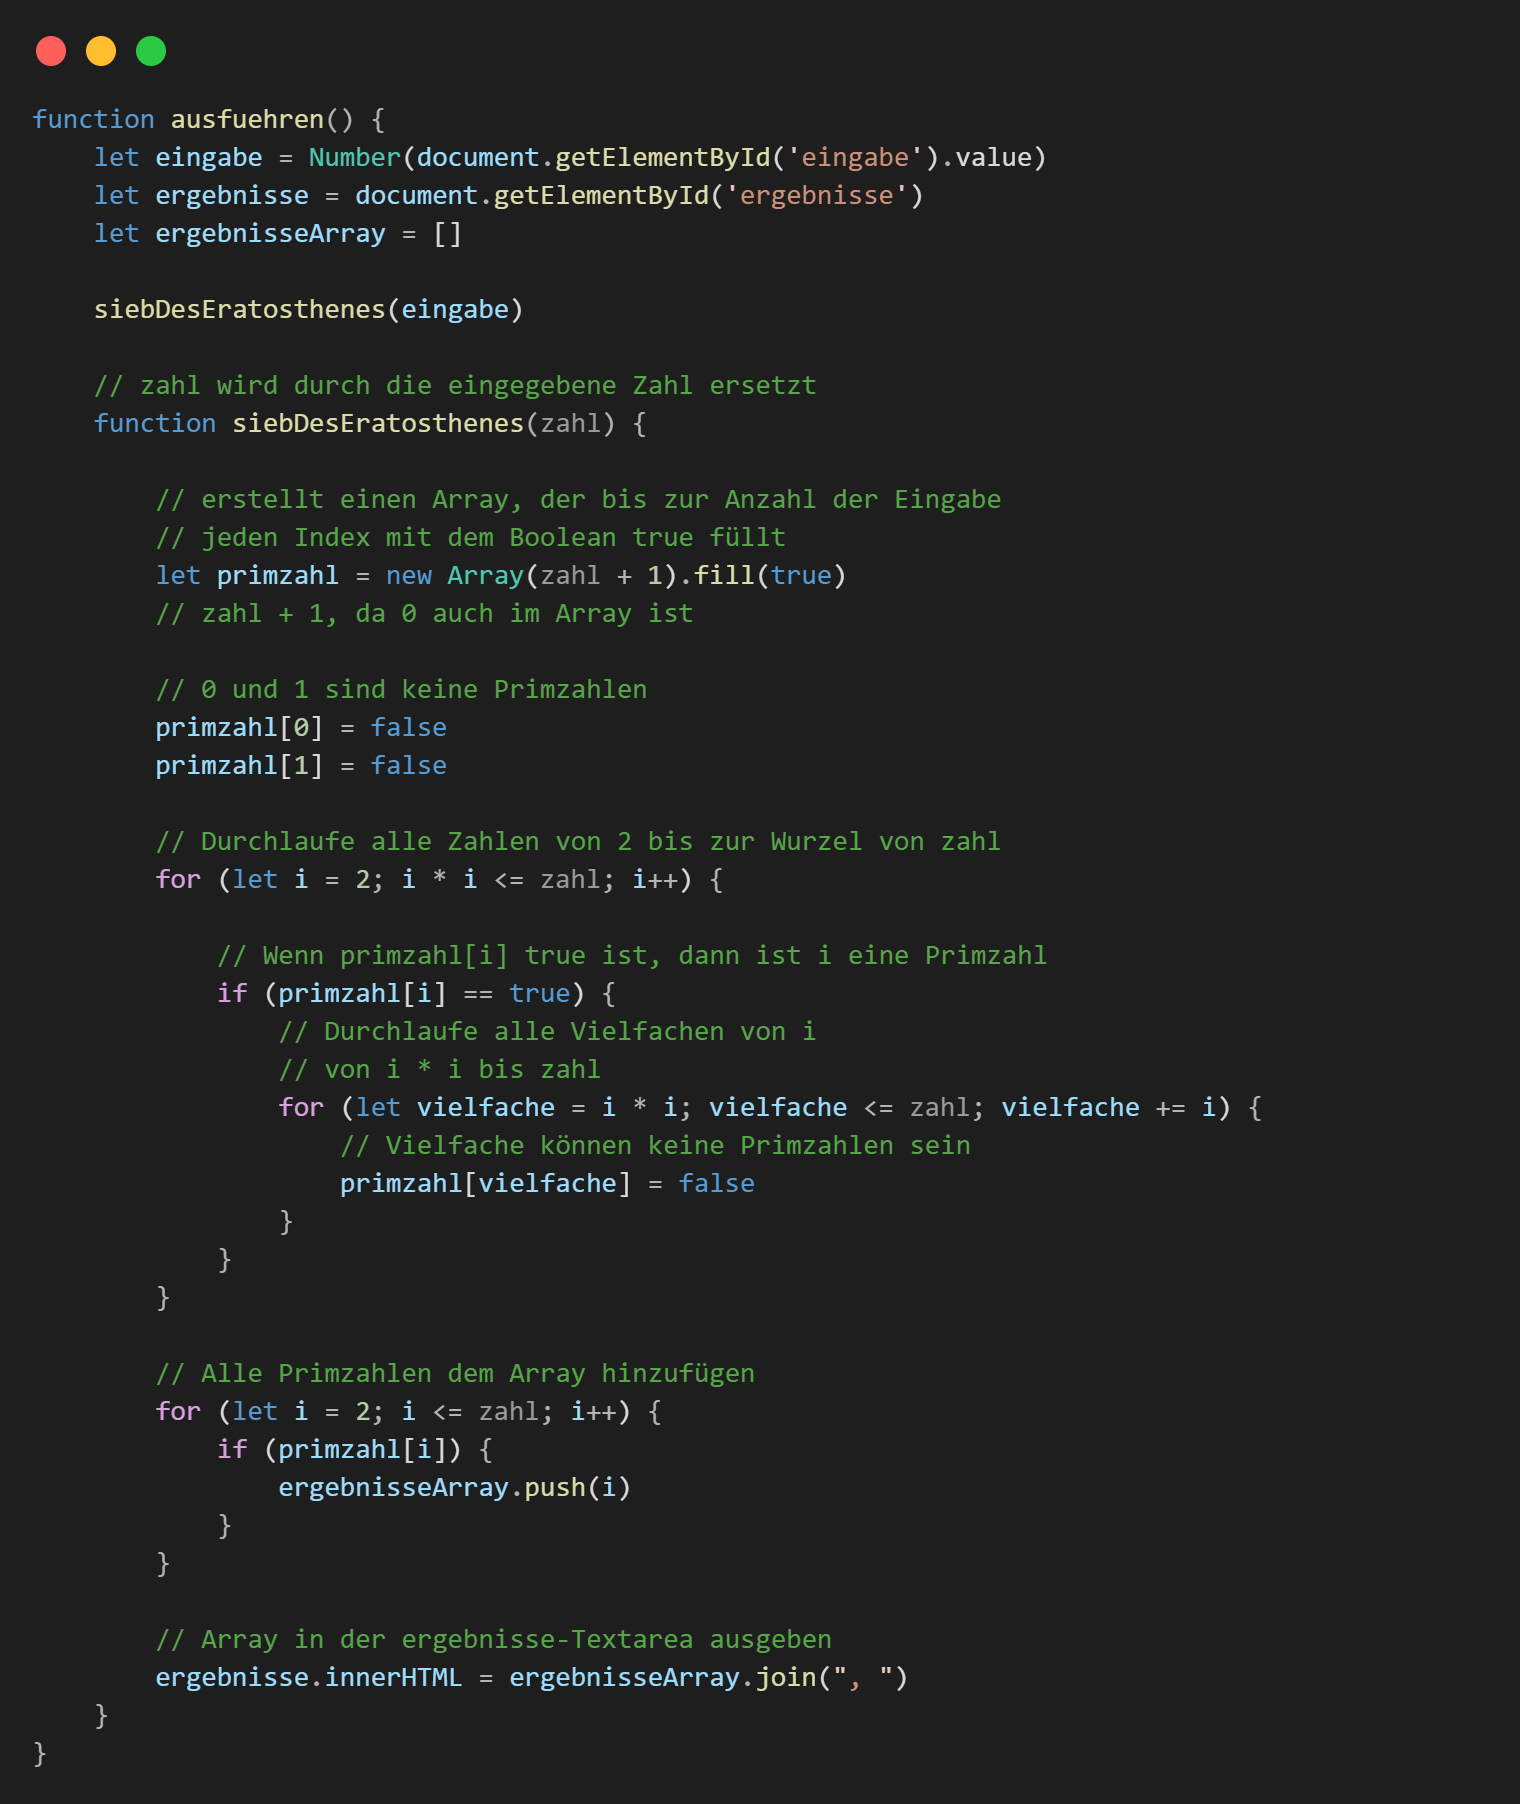 function ausfuehren() {
    let eingabe = Number(document.getElementById('eingabe').value)
    let ergebnisse = document.getElementById('ergebnisse')
    let ergebnisseArray = []

    siebDesEratosthenes(eingabe)

    // zahl wird durch die eingegebene Zahl ersetzt
    function siebDesEratosthenes(zahl) {

        // erstellt einen Array, der bis zur Anzahl der Eingabe
        // jeden Index mit dem Boolean true füllt
        let primzahl = new Array(zahl + 1).fill(true)
        // zahl + 1, da 0 auch im Array ist

        // 0 und 1 sind keine Primzahlen
        primzahl[0] = false
        primzahl[1] = false

        // Durchlaufe alle Zahlen von 2 bis zur Wurzel von zahl
        for (let i = 2; i * i <= zahl; i++) {

            // Wenn primzahl[i] true ist, dann ist i eine Primzahl
            if (primzahl[i] == true) {
                // Durchlaufe alle Vielfachen von i
                // von i * i bis zahl
                for (let vielfache = i * i; vielfache <= zahl; vielfache += i) {
                    // Vielfache können keine Primzahlen sein
                    primzahl[vielfache] = false
                }
            }
        }

        // Alle Primzahlen dem Array hinzufügen
        for (let i = 2; i <= zahl; i++) {
            if (primzahl[i]) {
                ergebnisseArray.push(i)
            }
        }

        // Array in der ergebnisse-Textarea ausgeben
        ergebnisse.innerHTML = ergebnisseArray.join(", ")
    }
}